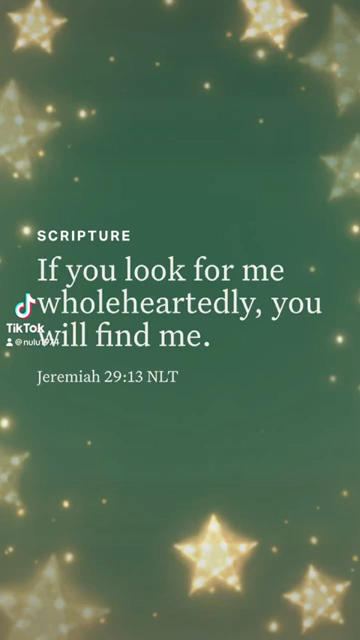 SCRIPTURE
If you look for me
wholeheartedly, you
will find me.
TikTok
Jeremiah 29:13 NLT